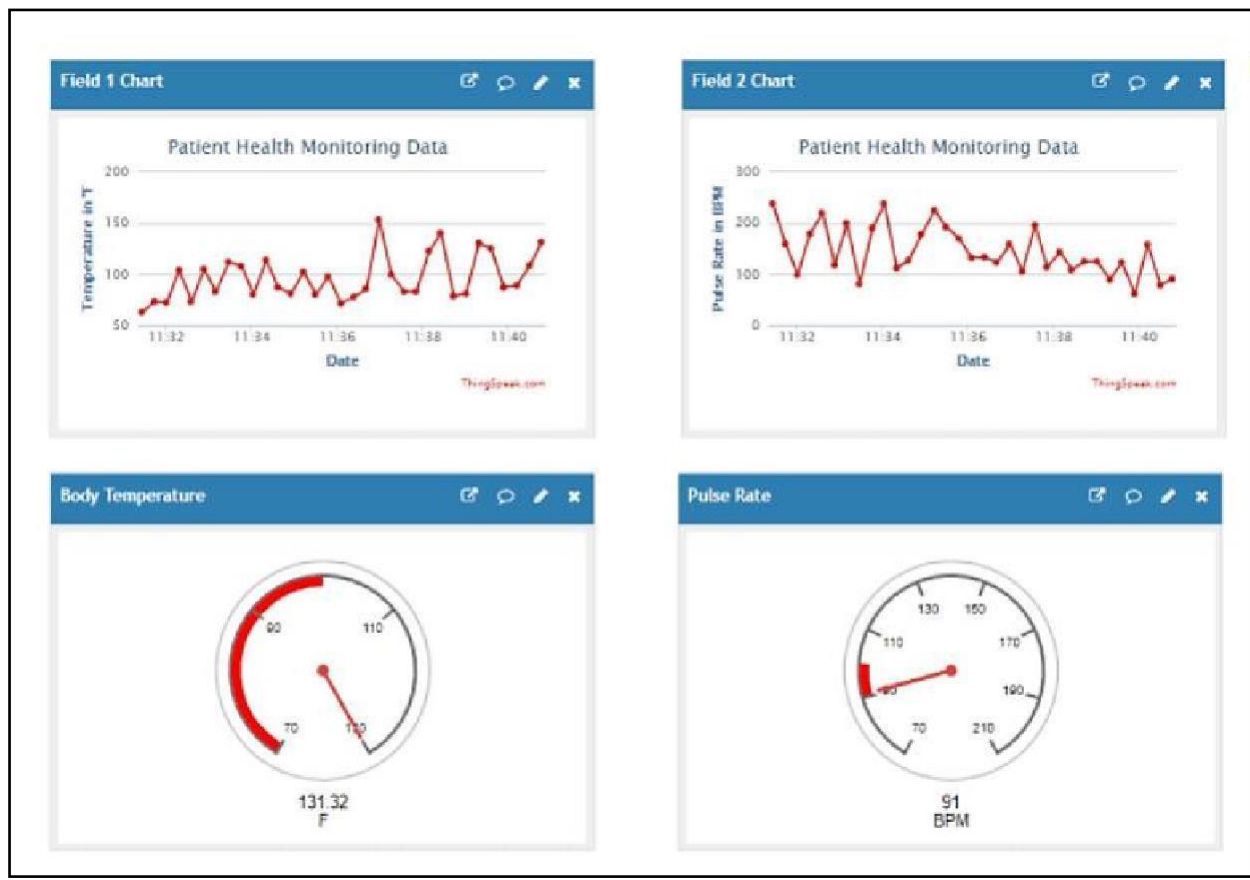 Field 1 Chart
Patient Health Monitoring Data
Temperature in °F
200
150
100
50
11:32 11:34 11:36 11:38 11:40
Date
ThingSpeak.com
Field 2 Chart
Patient Health Monitoring Data
Pulse Rate in BPM
300
200
100
0
11:32 11:34 11:36 11:38 11:40
Date
ThingSpeak.com
Body Temperature
90 110
70
131.32
F
Pulse Rate
130 150
110 170
90 190
70 210
91
BPM